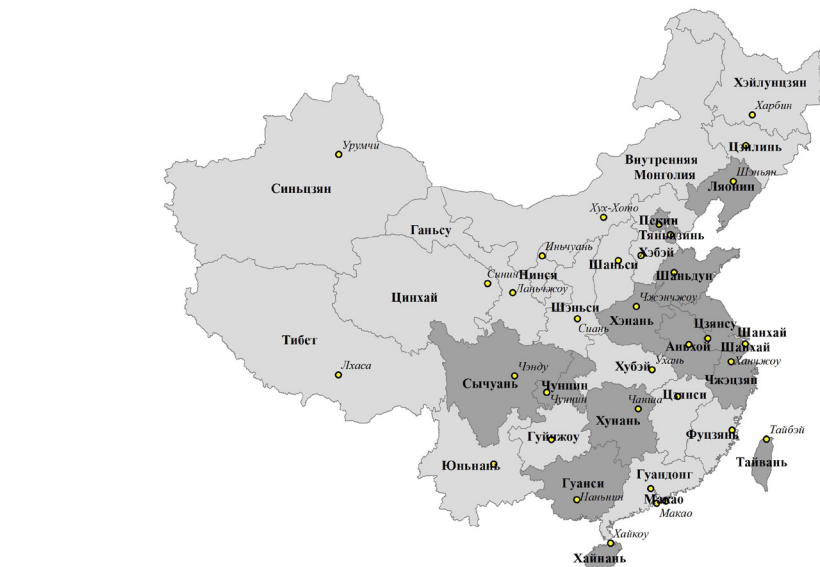 Хэйлунцзян
Харбин
Цзилинь
Урумчи
Внутренняя
Монголия
Шэньян
Ляонин
Синьцзян
Хух-Хото
Пекин
Ганьсу
Тяньцзинь
Иньчуань
Хэбэй
Шаньси
Синин
Нинся
Шаньдун
Ланьчжоу
Цинхай
Чжэнчжоу
Шэньси
Хэнань
Сиань
Цзянсу
Шанхай
Тибет
Аньхой
Шанхай
Ханчжоу
Ухань
Лхаса
Чэнду
Хубэй
Чжэцзян
Сычуань
Чунцин
Чунцин
Чанша
Цзянси
Хунань
Тайбэй
Фуцзянь
Гуйчжоу
Тайвань
Юньнань
Гуандонг
Гуанси
Наньнин
Макао
Макао
Хайкоу
Хайнань